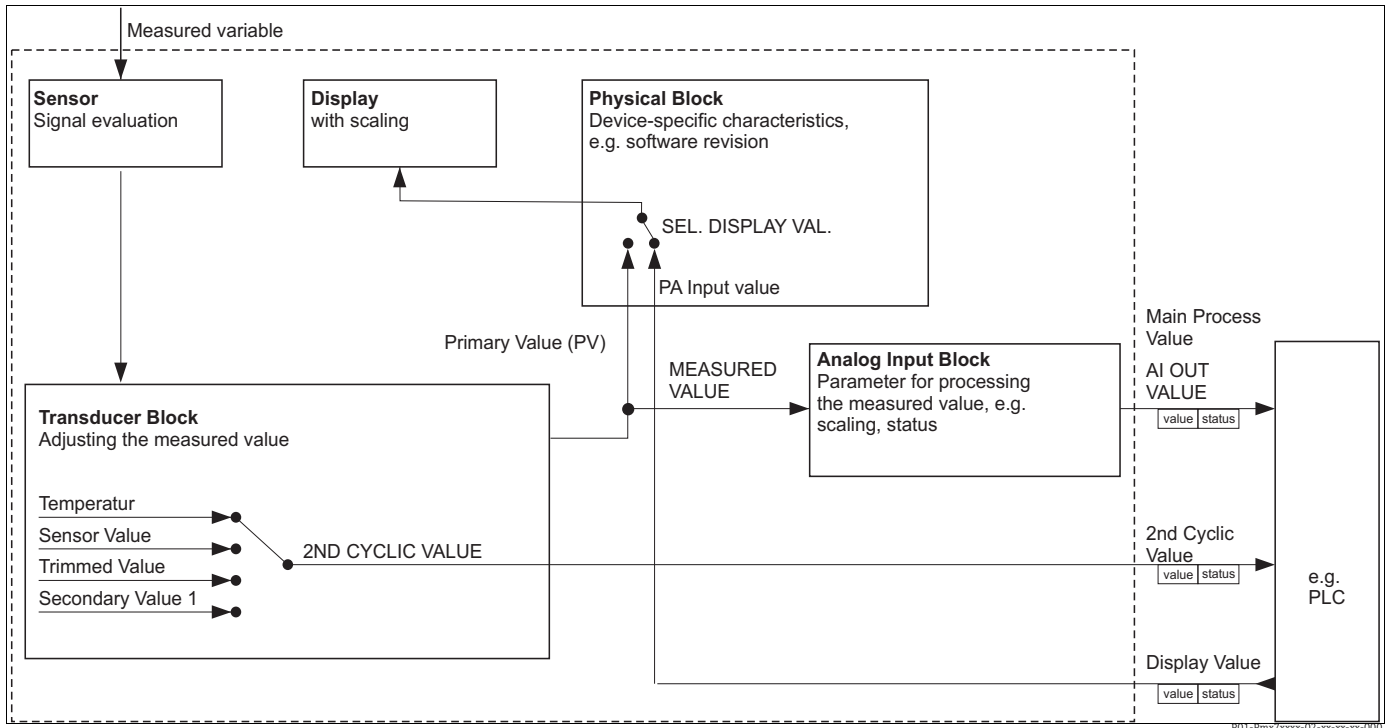 Measured variable
Sensor
Signal evaluation
Display
with scaling
Physical Block
Device-specific characteristics,
e.g. software revision
SEL. DISPLAY VAL.
PA Input value
Primary Value (PV)
MEASURED
VALUE
Analog Input Block
Parameter for processing
the measured value, e.g.
scaling, status
Main Process
Value
AI OUT
VALUE
value status
Transducer Block
Adjusting the measured value
Temperatur
Sensor Value
Trimmed Value
Secondary Value 1
2ND CYCLIC VALUE
2nd Cyclic
Value
value status
e.g.
PLC
Display Value
value status